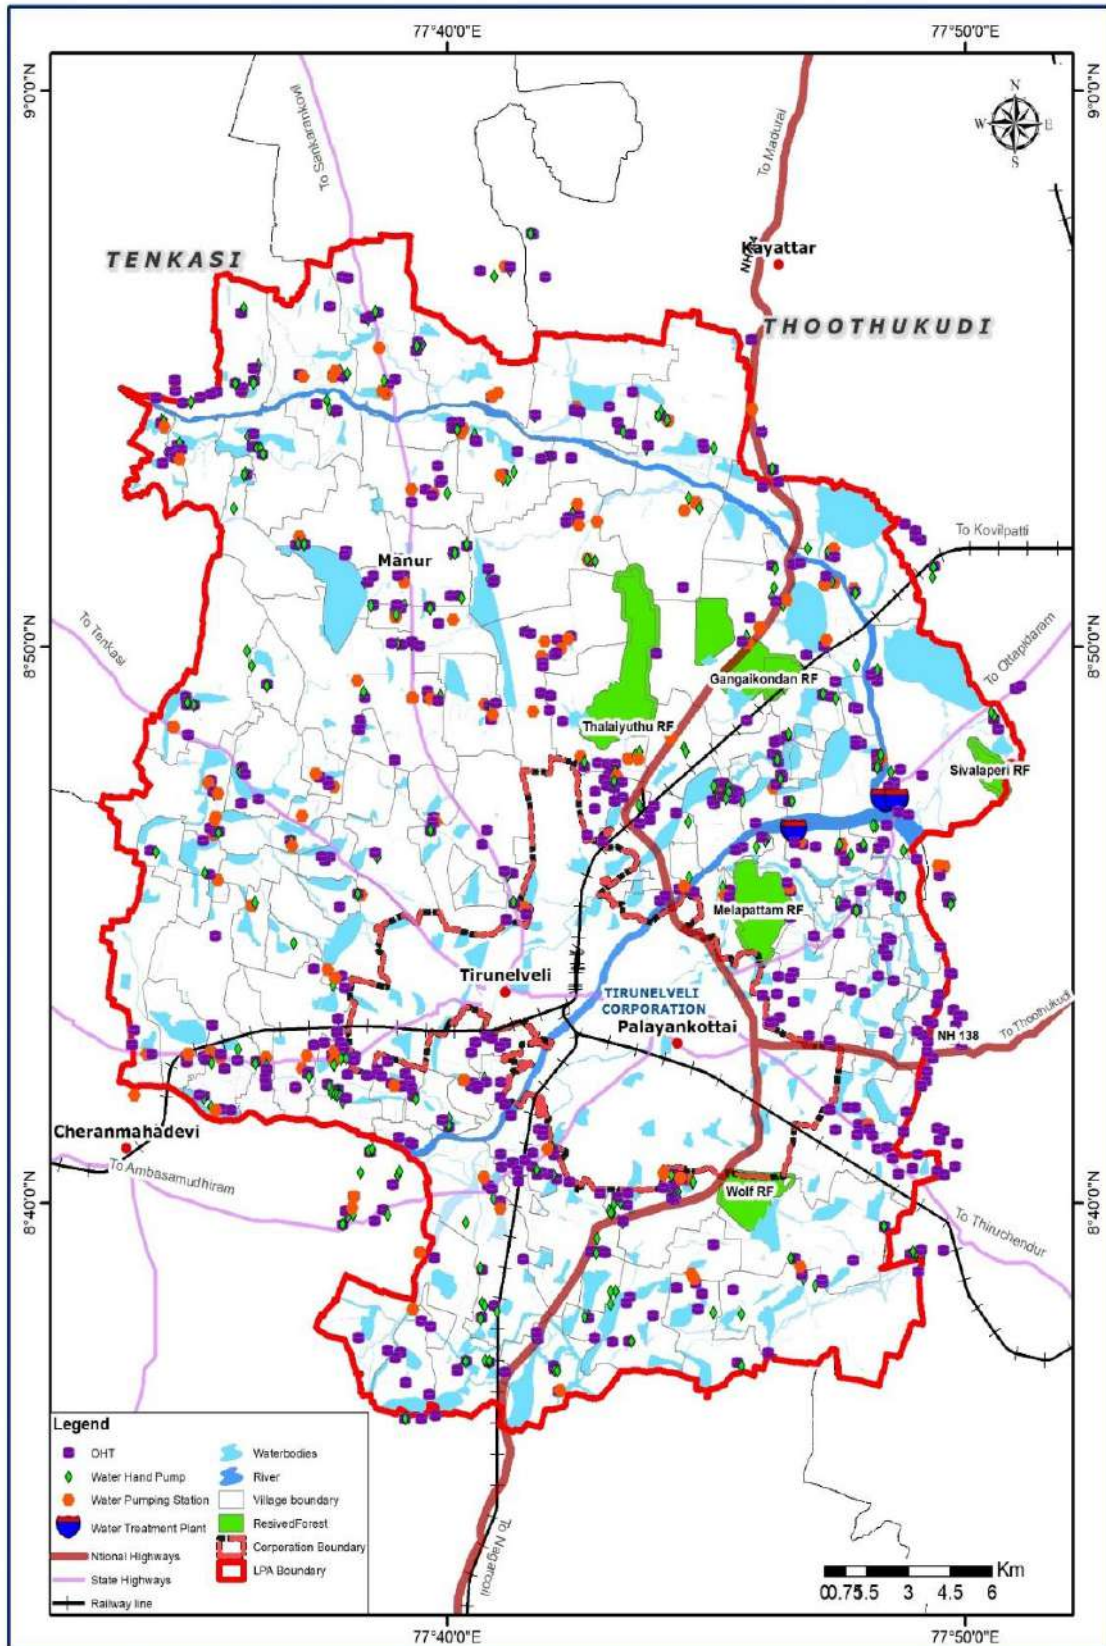 77°40'0"E
77°50'0"E
9°0'0"N
9°0'0"N
N
W
E
S
To Sankarankovil
To Madurai
TENKASI
Kayattar
THOOTHUKUDI
To Kovilpatti
Manur
To Tenkasi
To Ottapidaram
8°50'0"N
8°50'0"N
Gangaikondan RF
Thalaiyuthu RF
Sivalaperi RF
Melapattam RF
Tirunelveli
TIRUNELVELI
CORPORATION
Palayankottai
To Thoothukudi
NH 138
Cheranmahadevi
To Ambasamudhiram
Wolf RF
8°40'0"N
8°40'0"N
To Thiruchendur
To Nagarcoil
Legend
OHT
Water Hand Pump
Water Pumping Station
Water Treatment Plant
Ntional Highways
State Highways
Railway line
Waterbodies
River
Village boundary
ResivedForest
Corperation Boundary
LPA Boundary
Km
0 0.75 1.5 3 4.5 6
77°40'0"E
77°50'0"E